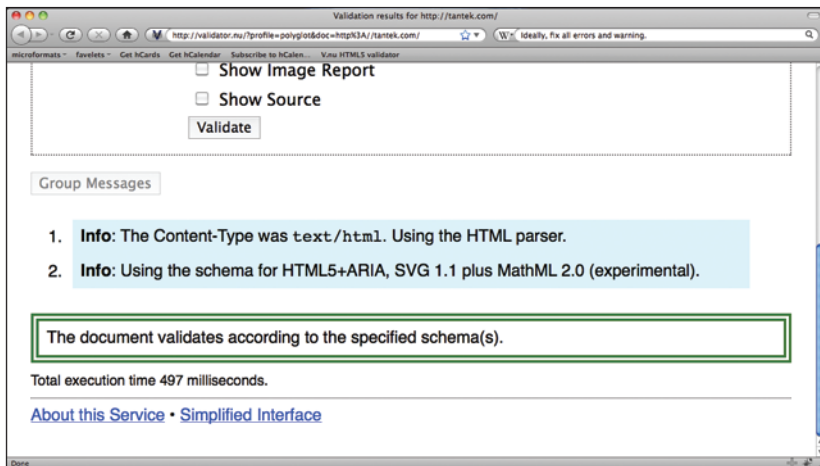 Validation results for http://tantek.com/
http://validator.nu/?profile=polyglot&doc=http%3A//tantek.com/
Ideally, fix all errors and warning.
microformats favelets Get hCards Get hCalendar Subscribe to hCalen... V.nu HTML5 validator
Show Image Report
Show Source
Validate
Group Messages
1. Info: The Content-Type was text/html. Using the HTML parser.
2. Info: Using the schema for HTML5+ARIA, SVG 1.1 plus MathML 2.0 (experimental).
The document validates according to the specified schema(s).
Total execution time 497 milliseconds.
About this Service • Simplified Interface
Done